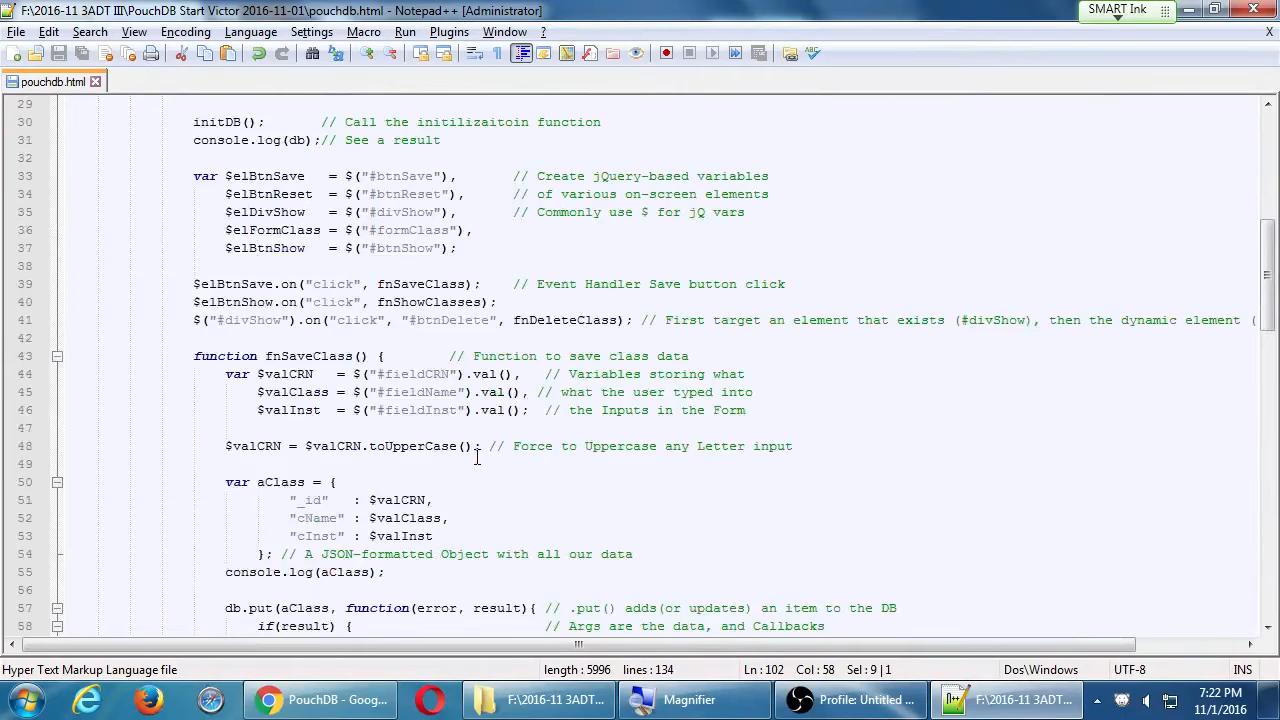 F:\2016-11 3ADT III\PouchDB Start Victor 2016-11-01\pouchdb.html - Notepad++ [Administrator]
SMART Ink
File Edit Search View Encoding Language Settings Macro Run Plugins Window ? X
pouchdb.html
29
30 initDB(); // Call the initilizaitoin function
31 console.log(db);// See a result
32
33 var $elBtnSave = $("#btnSave"), // Create jQuery-based variables
34 $elBtnReset = $("#btnReset"), // of various on-screen elements
35 $elDivShow = $("#divShow"), // Commonly use $ for jQ vars
36 $elFormClass = $("#formClass"),
37 $elBtnShow = $("#btnShow");
38
39 $elBtnSave.on("click", fnSaveClass); // Event Handler Save button click
40 $elBtnShow.on("click", fnShowClasses);
41 $("#divShow").on("click", "#btnDelete", fnDeleteClass); // First target an element that exists (#divShow), then the dynamic element (
42
43 function fnSaveClass() { // Function to save class data
44 var $valCRN = $("#fieldCRN").val(), // Variables storing what
45 $valClass = $("#fieldName").val(), // what the user typed into
46 $valInst = $("#fieldInst").val(); // the Inputs in the Form
47
48 $valCRN = $valCRN.toUpperCase(); // Force to Uppercase any Letter input
49
50 var aClass = {
51 "_id" : $valCRN,
52 "cName" : $valClass,
53 "cInst" : $valInst
54 }; // A JSON-formatted Object with all our data
55 console.log(aClass);
56
57 db.put(aClass, function(error, result){ // .put() adds(or updates) an item to the DB
58 if(result) { // Args are the data, and Callbacks
Hyper Text Markup Language file length : 5996 lines : 134 Ln : 102 Col : 58 Sel : 9 | 1 Dos\Windows UTF-8 INS
PouchDB - Goog... F:\2016-11 3ADT... Magnifier Profile: Untitled ... F:\2016-11 3ADT... 7:22 PM
11/1/2016